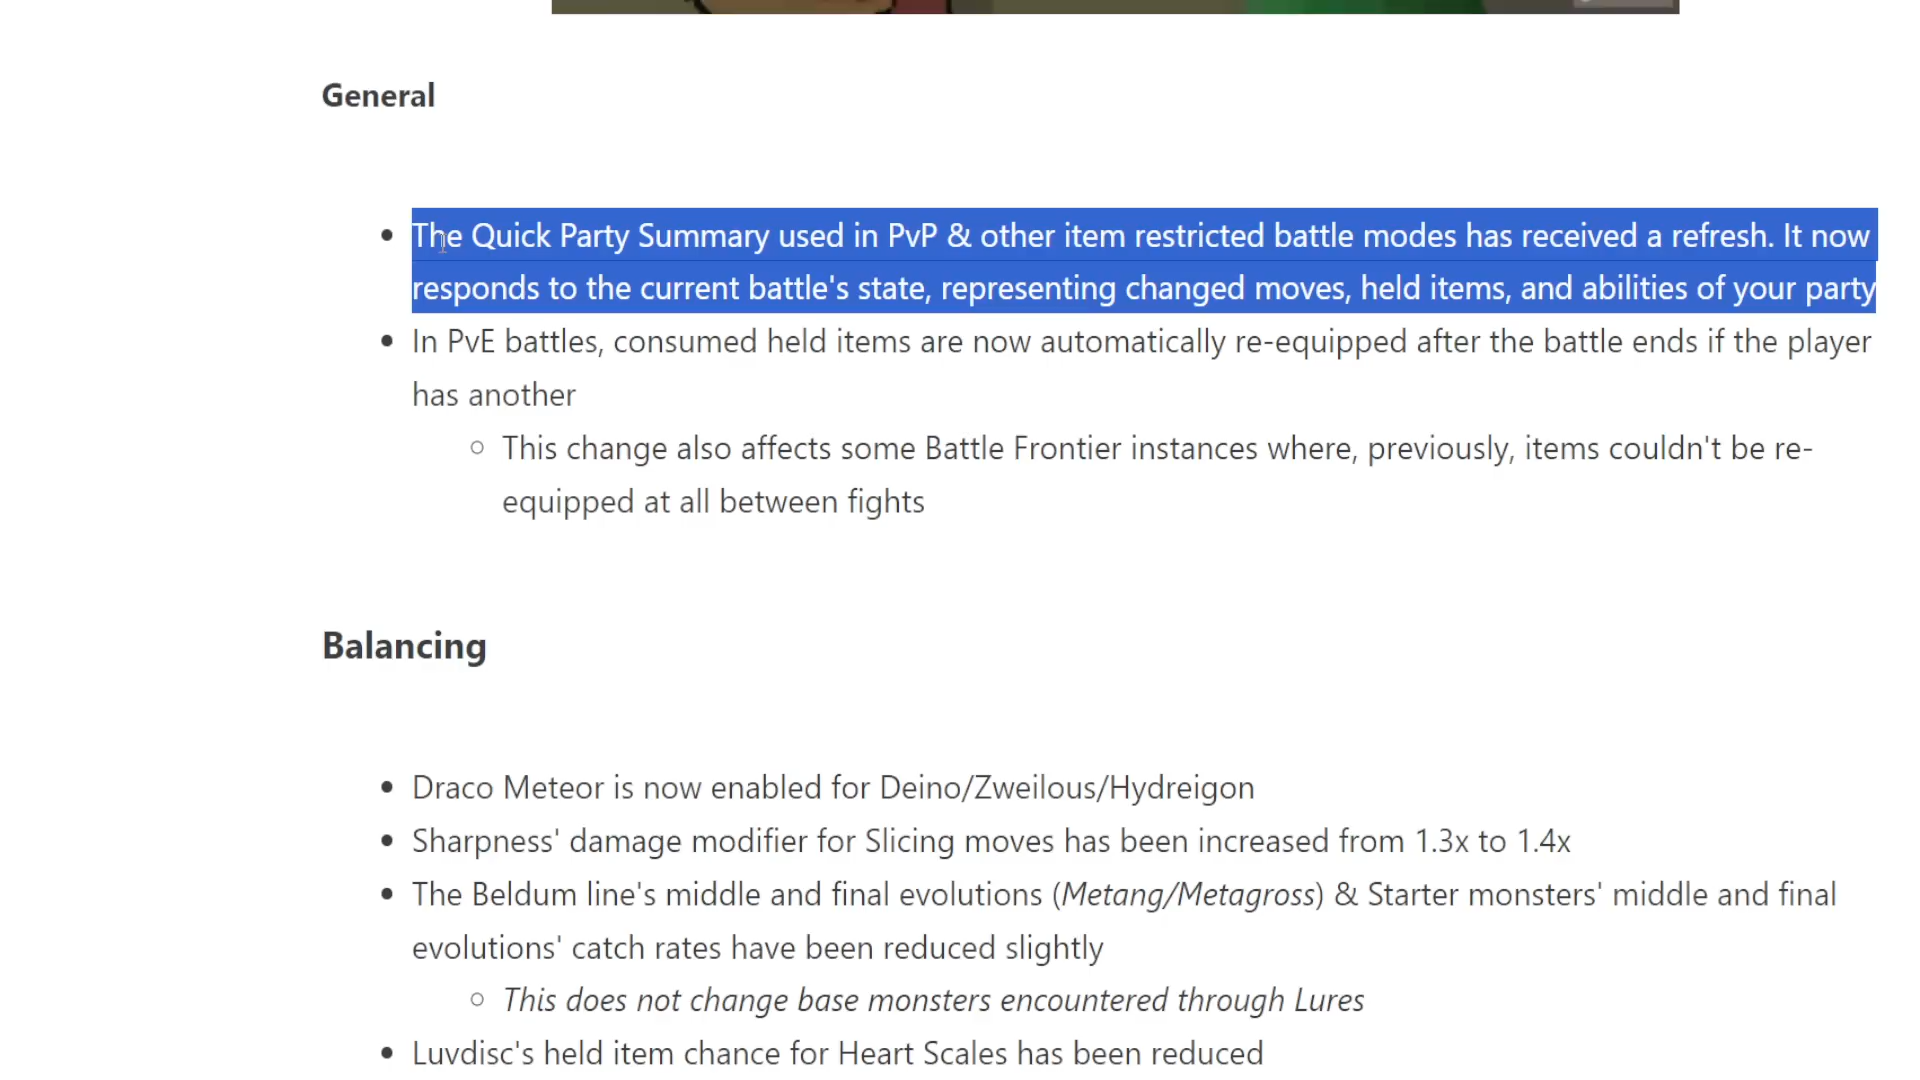 General
The Quick Party Summary used in PvP & other item restricted battle modes has received a refresh. It now
responds to the current battle's state, representing changed moves, held items, and abilities of your party
In PvE battles, consumed held items are now automatically re-equipped after the battle ends if the player
has another
This change also affects some Battle Frontier instances where, previously, items couldn't be re-
equipped at all between fights
Balancing
Draco Meteor is now enabled for Deino/Zweilous/Hydreigon
Sharpness' damage modifier for Slicing moves has been increased from 1.3x to 1.4x
The Beldum line's middle and final evolutions (Metang/Metagross) & Starter monsters' middle and final
evolutions' catch rates have been reduced slightly
This does not change base monsters encountered through Lures
Luvdisc's held item chance for Heart Scales has been reduced